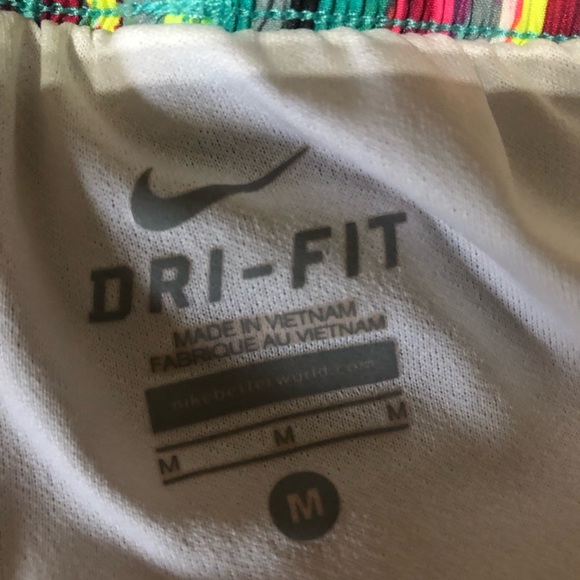 DRI-FIT
MADE IN VIETNAM
FABRIQUE AU VIETNAM
nikebetterworld.com
M M M
M